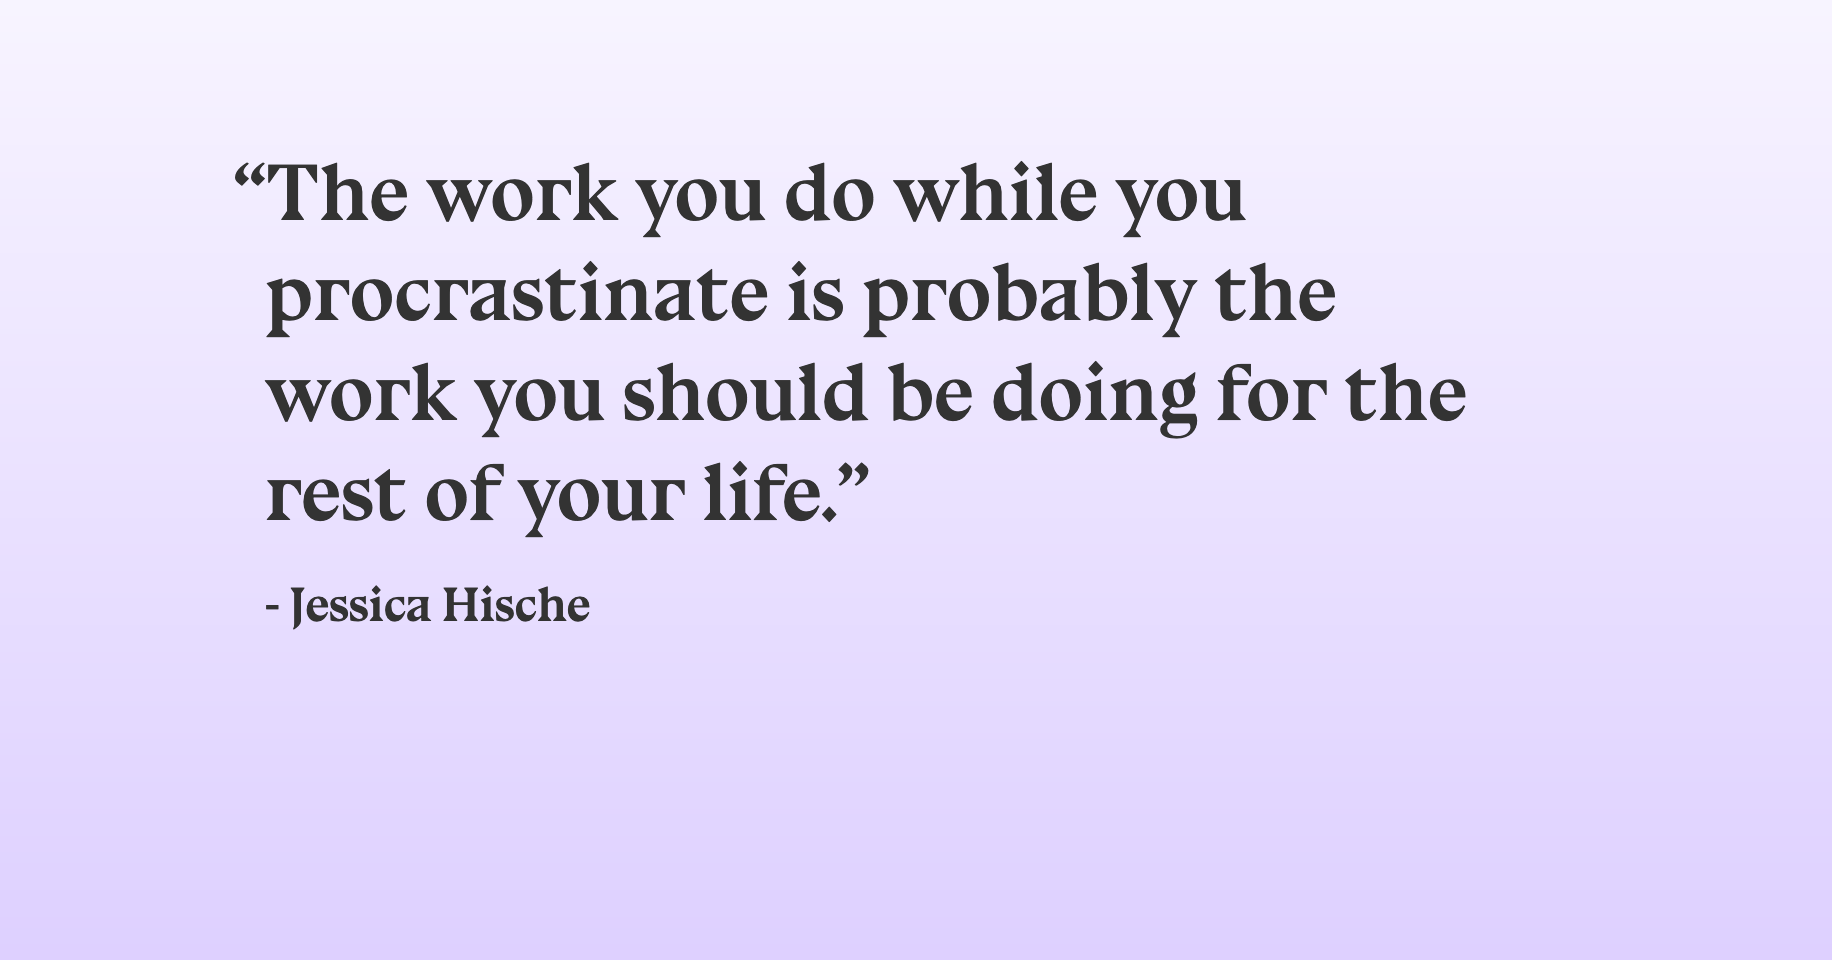 “The work you do while you
procrastinate is probably the
work you should be doing for the
rest of your life.”
- Jessica Hische